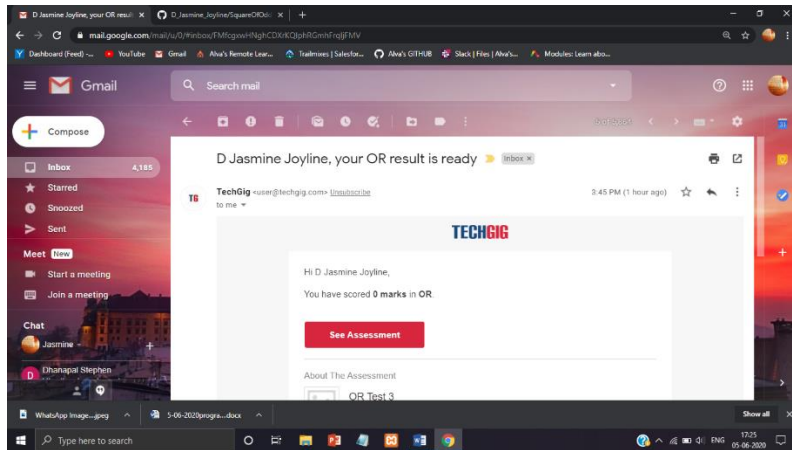 D Jasmine Joyline, your OR resul
D_Jasmine_Joyline/SquareOfOdd
mail.google.com/mail/u/0/#inbox/
Dashboard (Feed) -...
YouTube
Gmail
Alva's Remote Lear...
Trailmixes | Salesfor...
Alva's GITHUB
Slack | Files | Alva's...
Modules: Learn abo...
Gmail
Search mail
Compose
D Jasmine Joyline, your OR result is ready
Inbox ×
Inbox 4,185
Starred
Snoozed
Sent
Meet New
Start a meeting
Join a meeting
Chat
Jasmine
Dhanapal Stephen
TG
TechGig <user@techgig.com> Unsubscribe
3:45 PM (1 hour ago)
to me
TECHGIG
Hi D Jasmine Joyline,
You have scored 0 marks in OR.
See Assessment
About The Assessment
OR Test 3
WhatsApp Image....jpeg
5-06-2020progra...docx
Show all
Type here to search
ENG
17:25
05-06-2020